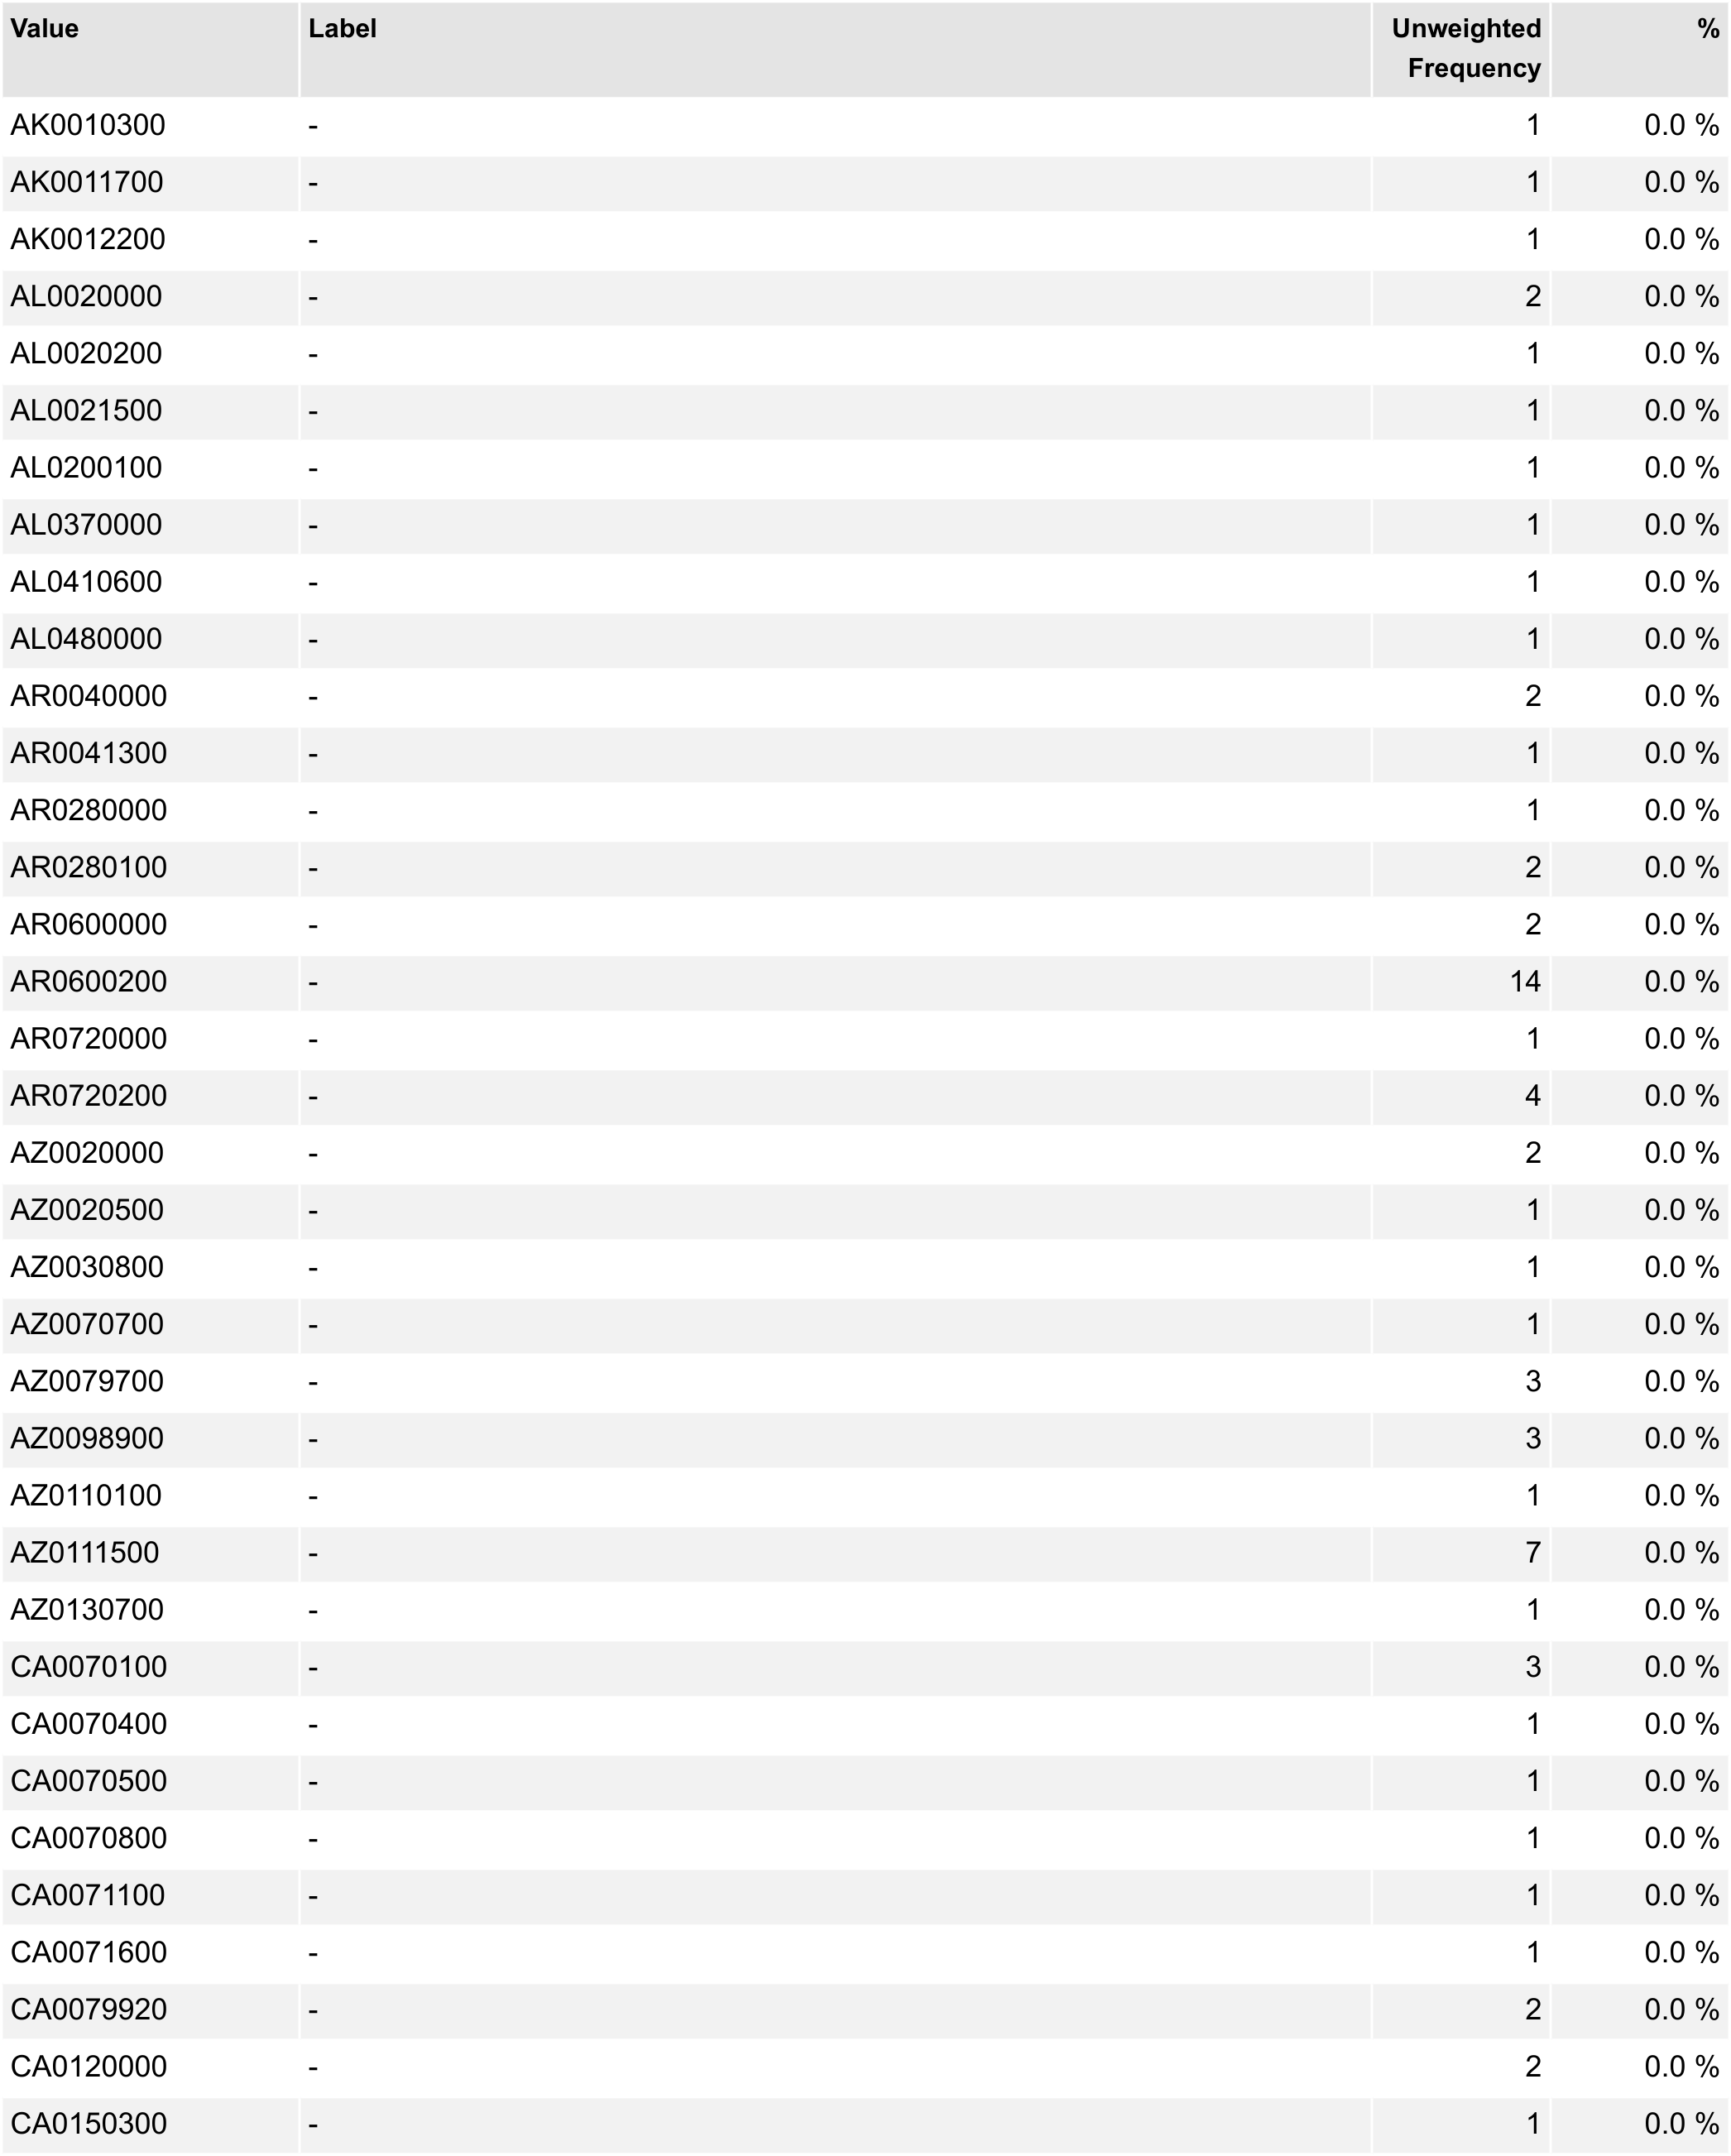 Value Label Unweighted Frequency %
AK0010300 - 1 0.0 %
AK0011700 - 1 0.0 %
AK0012200 - 1 0.0 %
AL0020000 - 2 0.0 %
AL0020200 - 1 0.0 %
AL0021500 - 1 0.0 %
AL0200100 - 1 0.0 %
AL0370000 - 1 0.0 %
AL0410600 - 1 0.0 %
AL0480000 - 1 0.0 %
AR0040000 - 2 0.0 %
AR0041300 - 1 0.0 %
AR0280000 - 1 0.0 %
AR0280100 - 2 0.0 %
AR0600000 - 2 0.0 %
AR0600200 - 14 0.0 %
AR0720000 - 1 0.0 %
AR0720200 - 4 0.0 %
AZ0020000 - 2 0.0 %
AZ0020500 - 1 0.0 %
AZ0030800 - 1 0.0 %
AZ0070700 - 1 0.0 %
AZ0079700 - 3 0.0 %
AZ0098900 - 3 0.0 %
AZ0110100 - 1 0.0 %
AZ0111500 - 7 0.0 %
AZ0130700 - 1 0.0 %
CA0070100 - 3 0.0 %
CA0070400 - 1 0.0 %
CA0070500 - 1 0.0 %
CA0070800 - 1 0.0 %
CA0071100 - 1 0.0 %
CA0071600 - 1 0.0 %
CA0079920 - 2 0.0 %
CA0120000 - 2 0.0 %
CA0150300 - 1 0.0 %